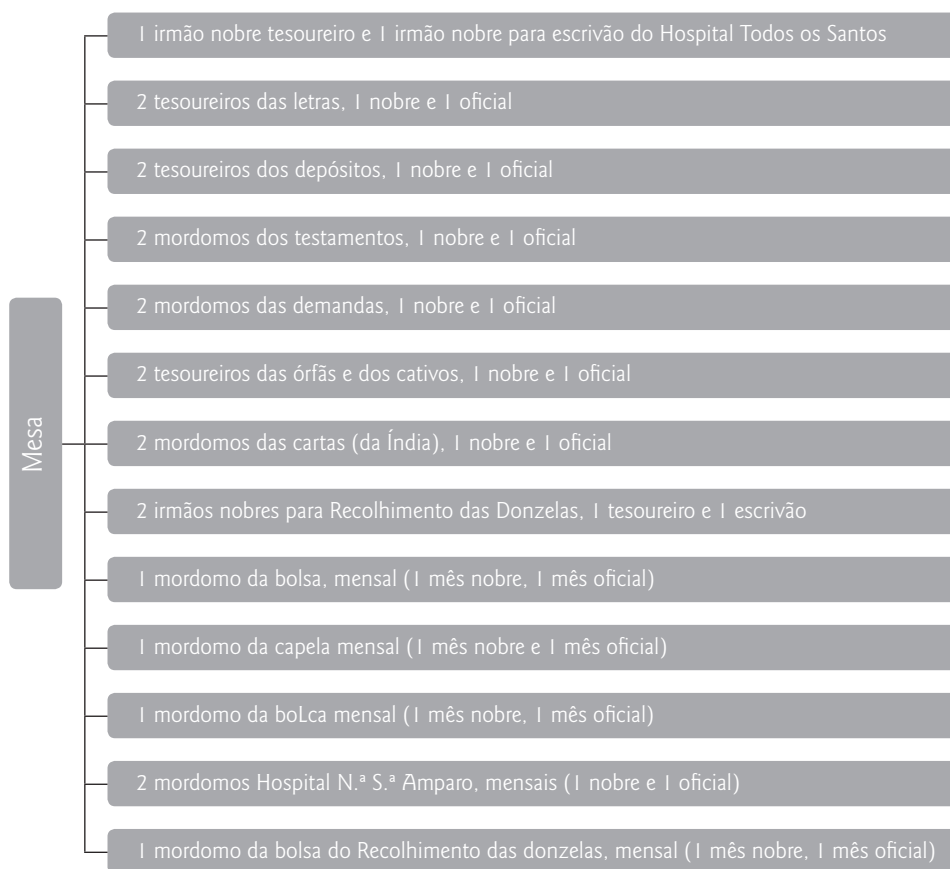 1 irmão nobre tesoureiro e 1 irmão nobre para escrivão do Hospital Todos os Santos
2 tesoureiros das letras, 1 nobre e 1 oficial
2 tesoureiros dos depósitos, 1 nobre e 1 oficial
2 mordomos dos testamentos, 1 nobre e 1 oficial
2 mordomos das demandas, 1 nobre e 1 oficial
2 tesoureiros das órfãs e dos cativos, 1 nobre e 1 oficial
Mesa
2 mordomos das cartas (da Índia), 1 nobre e 1 oficial
2 irmãos nobres para Recolhimento das Donzelas, 1 tesoureiro e 1 escrivão
1 mordomo da bolsa, mensal (1 mês nobre, 1 mês oficial)
1 mordomo da capela mensal (1 mês nobre e 1 mês oficial)
1 mordomo da boLca mensal (1 mês nobre, 1 mês oficial)
2 mordomos Hospital N.ª S.ª Amparo, mensais (1 nobre e 1 oficial)
1 mordomo da bolsa do Recolhimento das donzelas, mensal (1 mês nobre, 1 mês oficial)